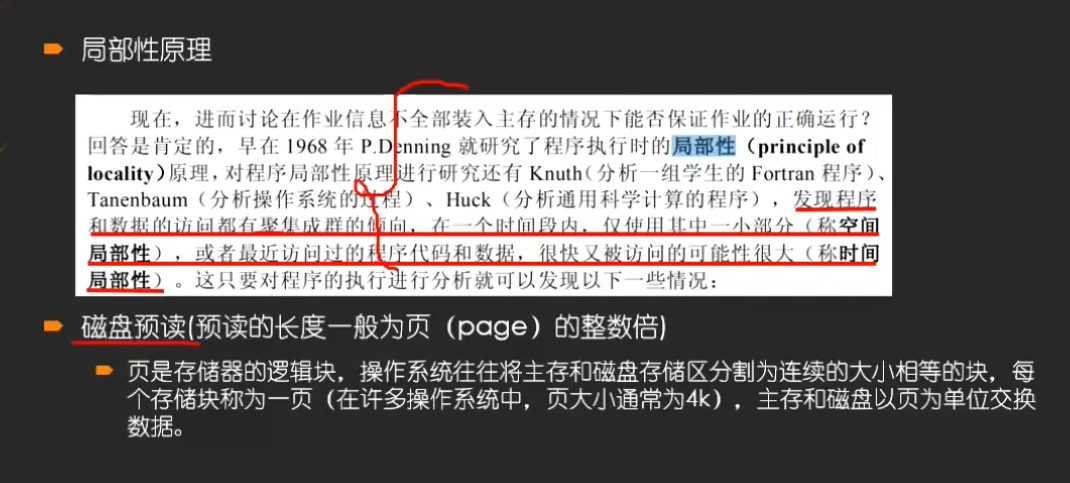 局部性原理
现在，进而讨论在作业信息不全部装入主存的情况下能否保证作业的正确运行？
回答是肯定的，早在 1968 年 P.Denning 就研究了程序执行时的局部性（principle of
locality）原理，对程序局部性原理进行研究还有 Knuth（分析一组学生的 Fortran 程序）、
Tanenbaum（分析操作系统的过程）、Huck（分析通用科学计算的程序），发现程序
和数据的访问都有聚集成群的倾向，在一个时间段内，仅使用其中一小部分（称空间
局部性），或者最近访问过的程序代码和数据，很快又被访问的可能性很大（称时间
局部性）。这只要对程序的执行进行分析就可以发现以下一些情况：
磁盘预读(预读的长度一般为页（page）的整数倍)
页是存储器的逻辑块，操作系统往往将主存和磁盘存储区分割为连续的大小相等的块，每
个存储块称为一页（在许多操作系统中，页大小通常为4k），主存和磁盘以页为单位交换
数据。